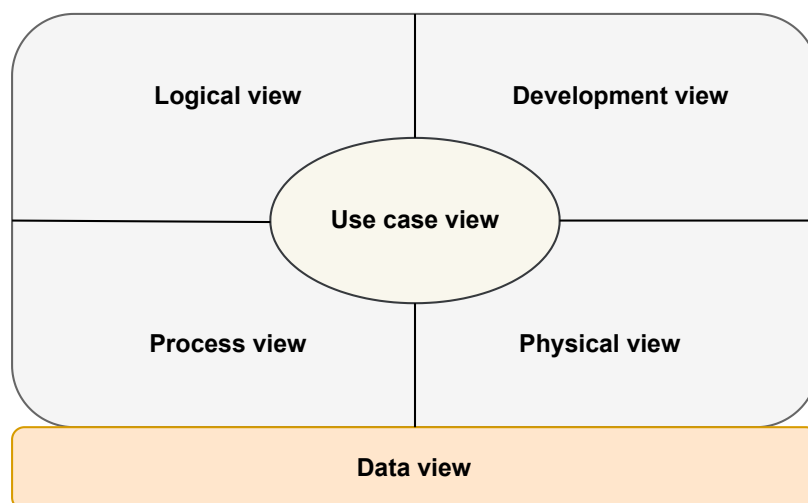 Logical view
Development view
Use case view
Process view
Physical view
Data view